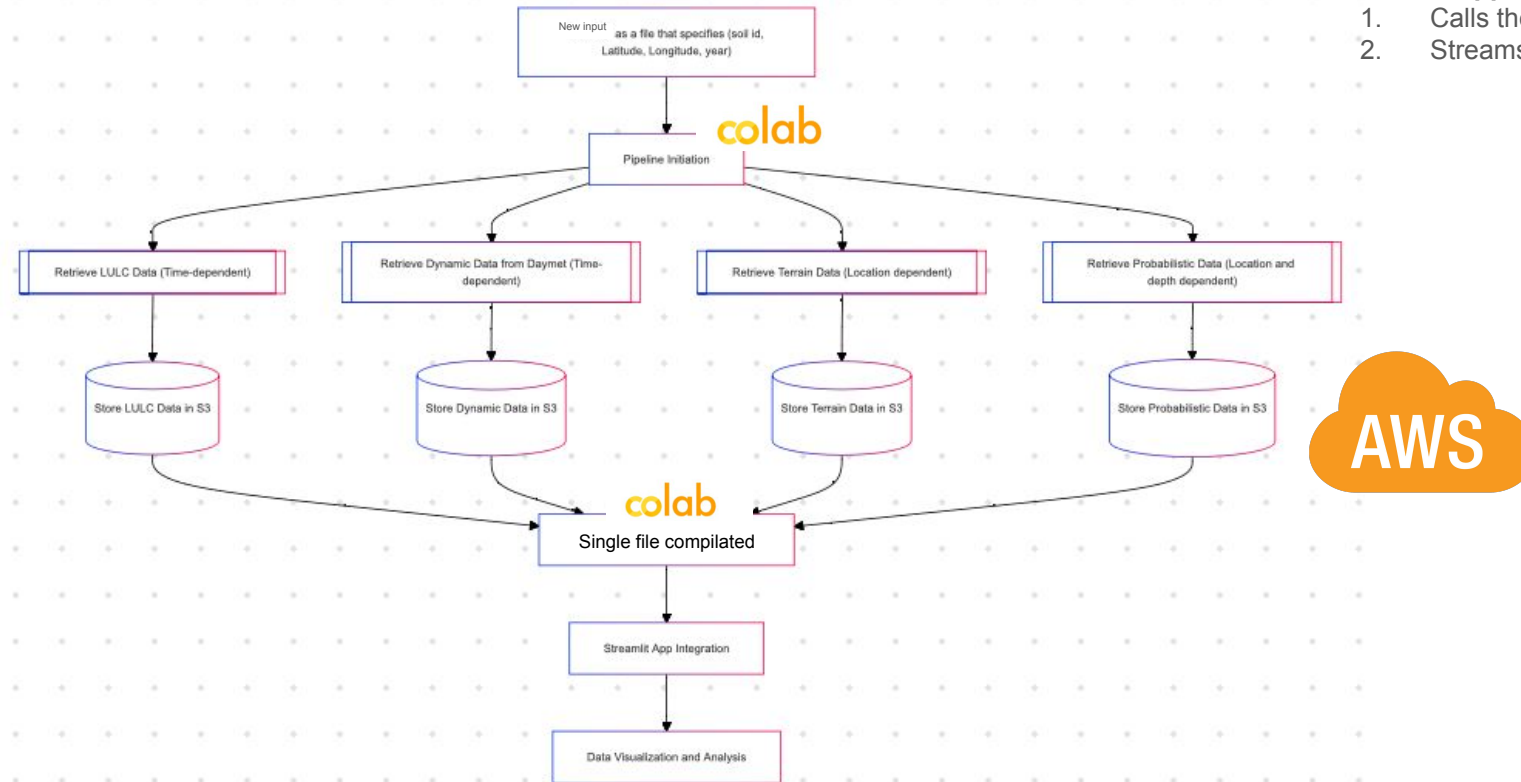 1. Calls the
2. Streams
New input as a file that specifies (soil id,
Latitude, Longitude, year)
colab
Pipeline Initiation
Retrieve LULC Data (Time-dependent)
Retrieve Dynamic Data from Daymet (Time-
dependent)
Retrieve Terrain Data (Location dependent)
Retrieve Probabilistic Data (Location and
depth dependent)
Store LULC Data in S3
Store Dynamic Data in S3
Store Terrain Data in S3
Store Probabilistic Data in S3
AWS
colab
Single file compilated
Streamlit App Integration
Data Visualization and Analysis